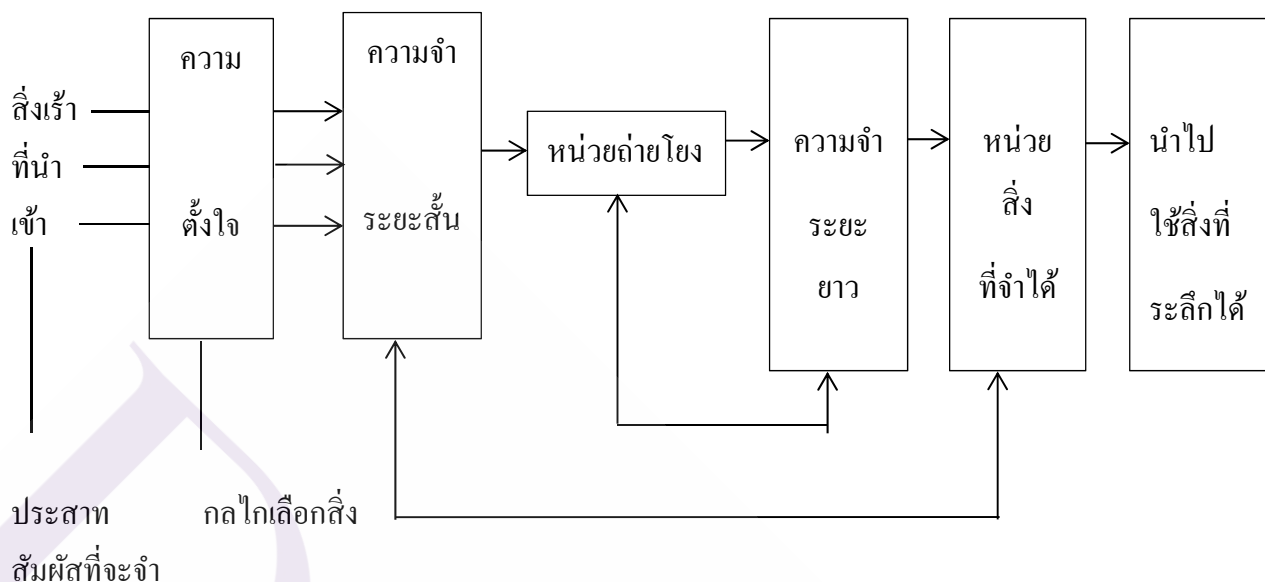 สิ่งเร้า
ที่นำ
เข้า
ความ
ตั้งใจ
ความจำ
ระยะสั้น
หน่วยถ่ายโยง
ความจำ
ระยะ
ยาว
หน่วย
สิ่ง
ที่จำได้
นำไป
ใช้สิ่งที่
ระลึกได้
ประสาท กลไกเลือกสิ่ง
สัมผัสที่จะจำ